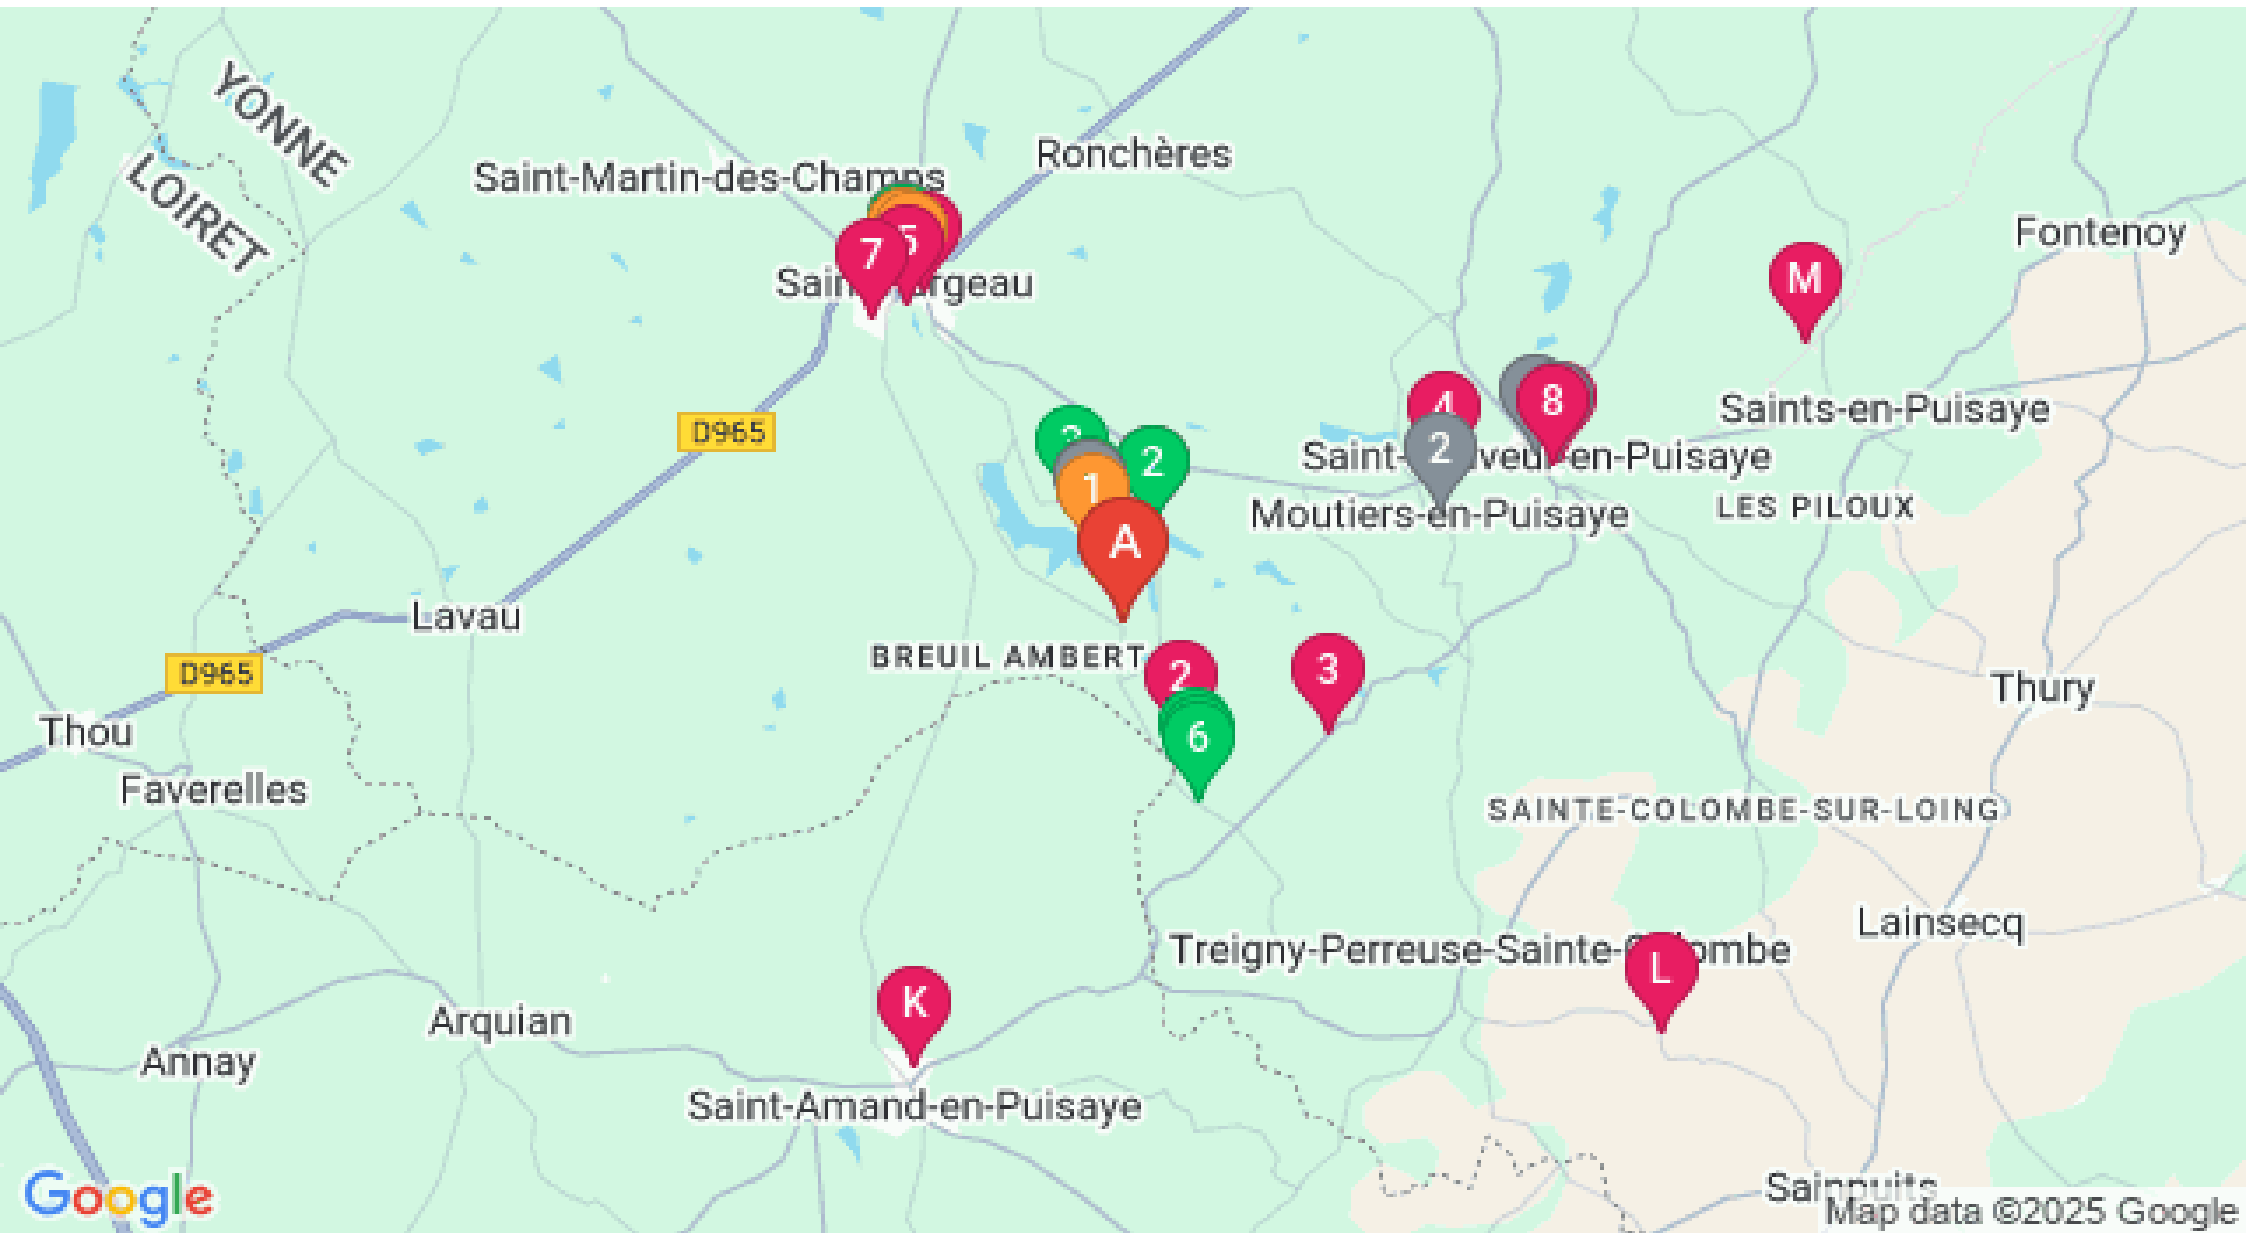 YONNE
LOIRET
Ronchères
Saint-Martin-des-Champs
Fontenoy
7
5
M
D965
4
8
Saints-en-Puisaye
2
2
1
A
LES PILOUX
Moutiers-en-Puisaye
Lavau
BREUIL AMBERT
D965
2
3
6
Thury
Thou
Faverelles
SAINTE-COLOMBE-SUR-LOING
Lainsecq
L
K
Arquian
Annay
Saint-Amand-en-Puisaye
Google
Map data ©2025 Google